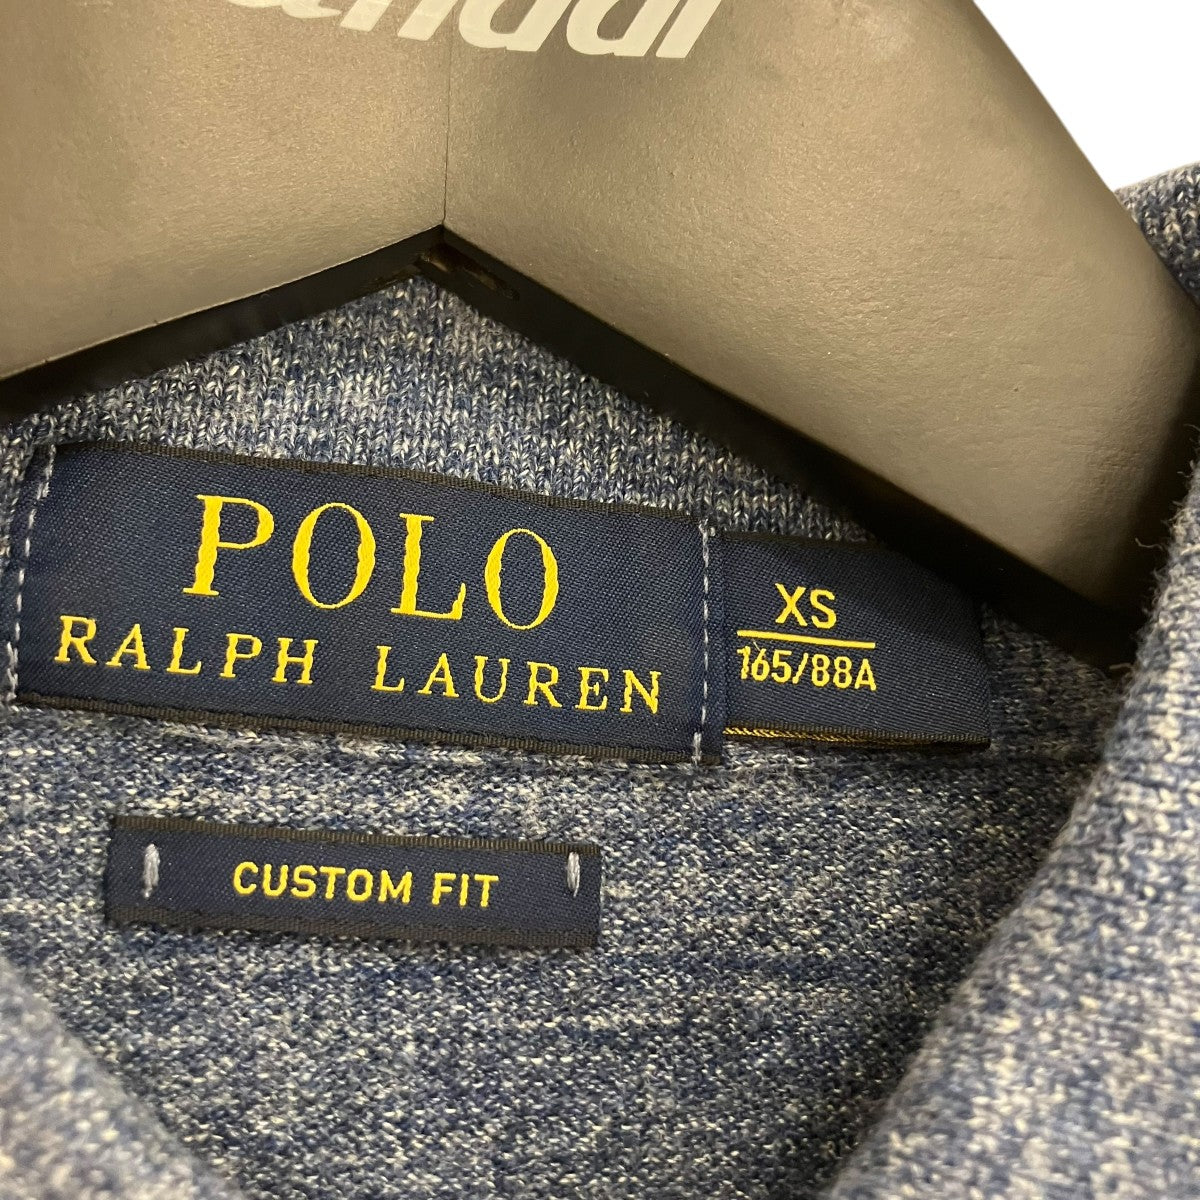 POLO
RALPH LAUREN
XS
165/88A
CUSTOM FIT